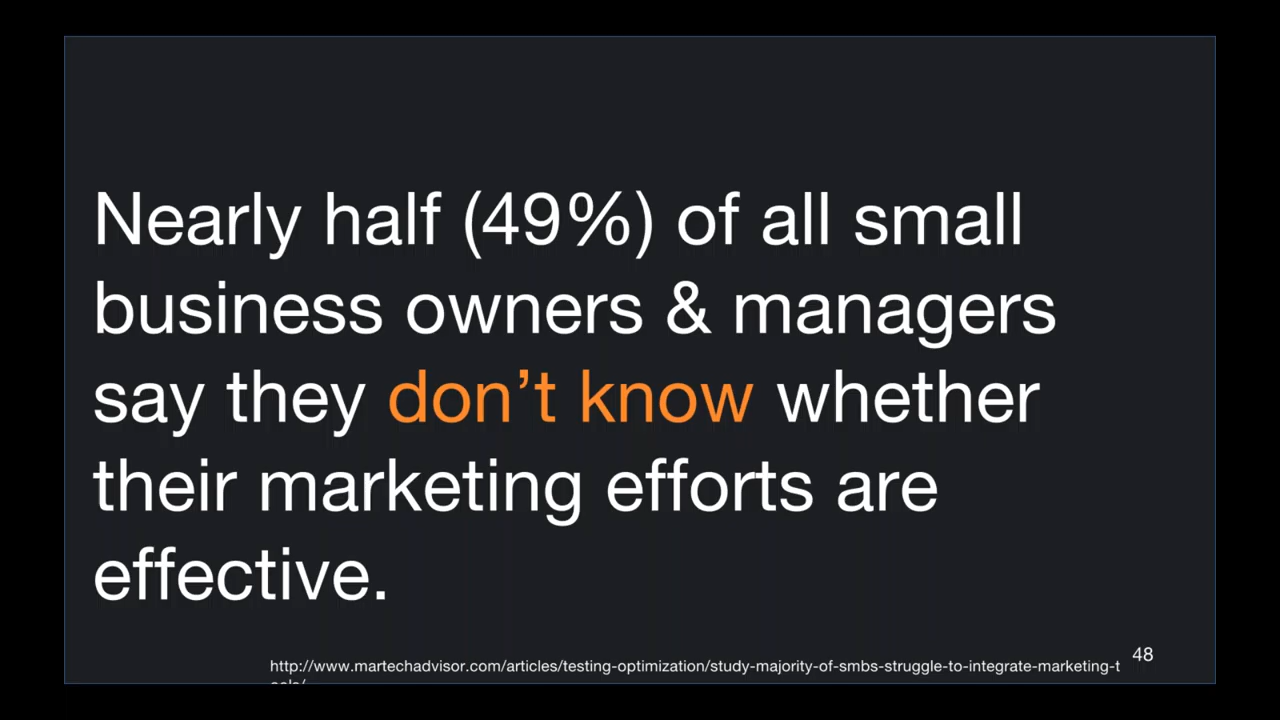 Nearly half (49%) of all small
business owners & managers
say they don’t know whether
their marketing efforts are
effective.
48
http://www.martechadvisor.com/articles/testing-optimization/study-majority-of-smbs-struggle-to-integrate-marketing-t